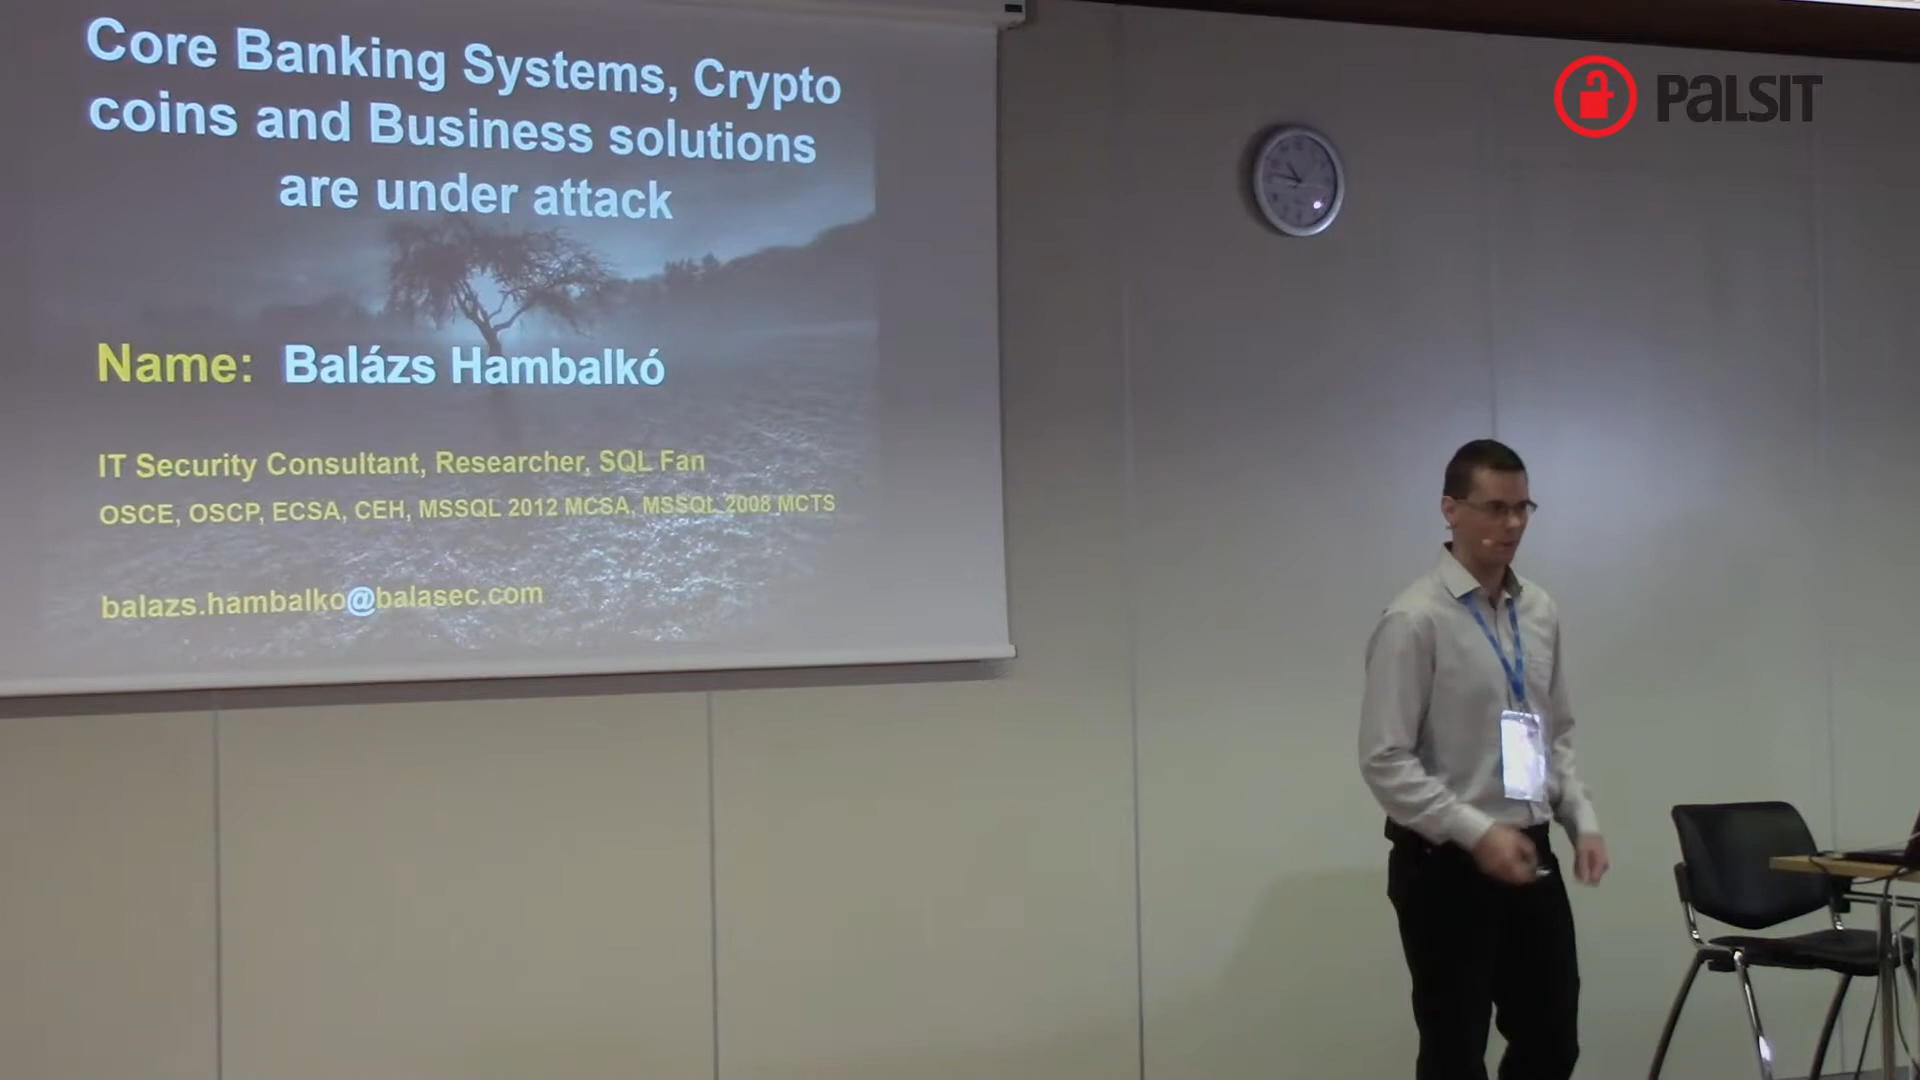 Core Banking Systems, Crypto
coins and Business solutions
are under attack
Name: Balázs Hambalkó
IT Security Consultant, Researcher, SQL Fan
OSCE, OSCP, ECSA, CEH, MSSQL 2012 MCSA, MSSQL 2008 MCTS
balazs.hambalko@balasec.com
PALSIT